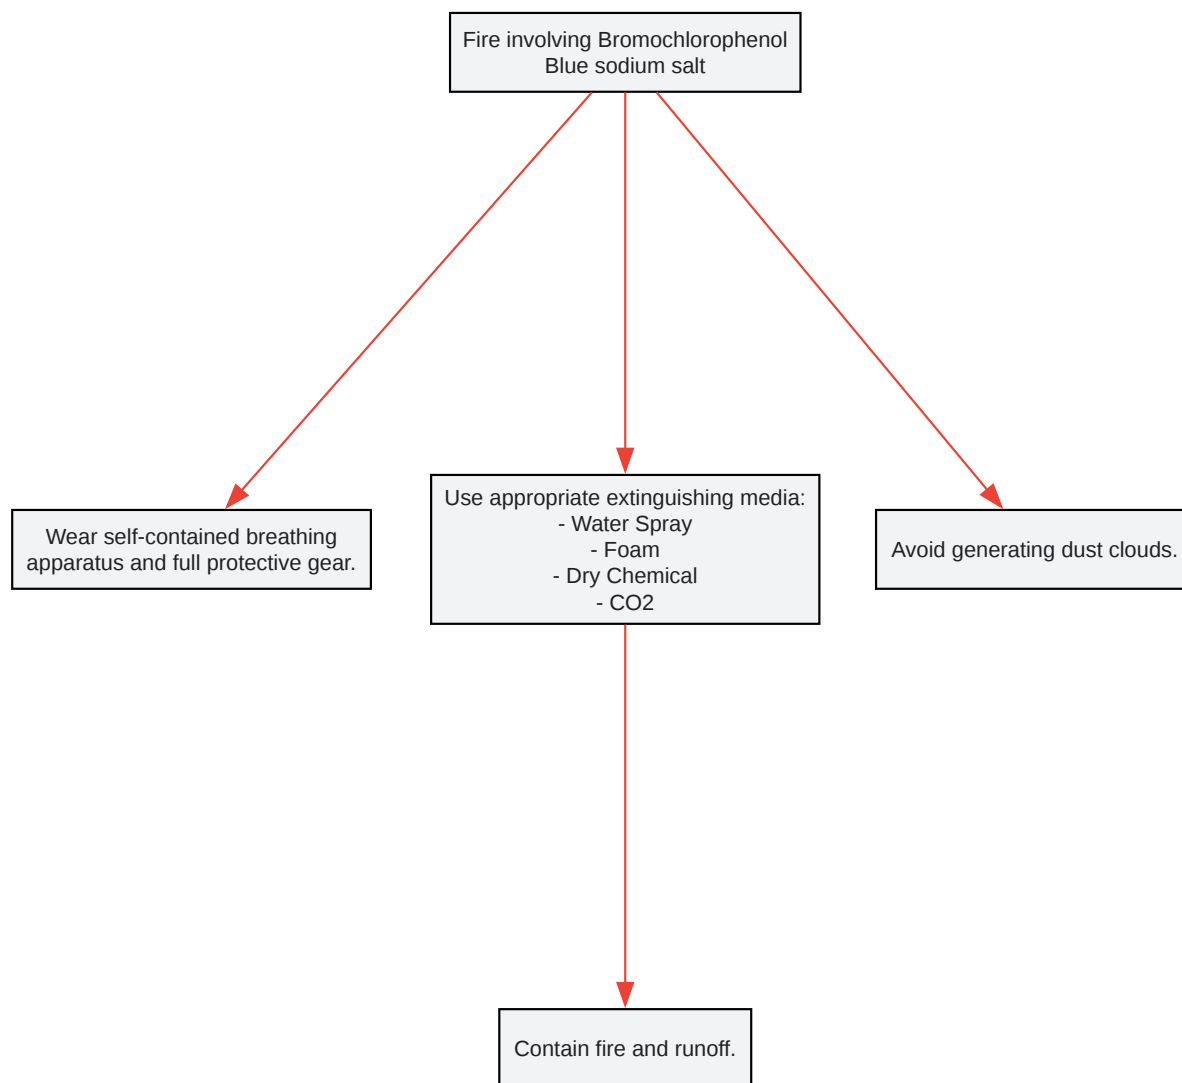 Fire involving Bromochlorophenol
Blue sodium salt
Wear self-contained breathing
apparatus and full protective gear.
Use appropriate extinguishing media:
- Water Spray
- Foam
- Dry Chemical
- CO2
Avoid generating dust clouds.
Contain fire and runoff.